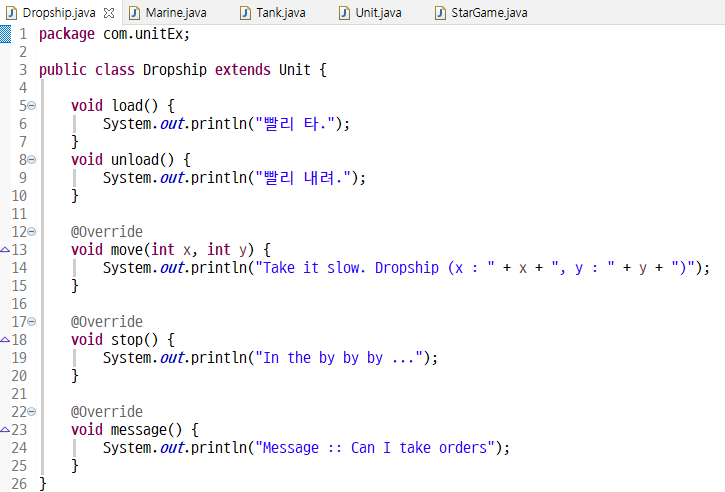 Dropship.java Marine.java Tank.java Unit.java StarGame.java
1 package com.unitEx;
2
3 public class Dropship extends Unit {
4
5     void load() {
6         System.out.println("빨리 타.");
7     }
8     void unload() {
9         System.out.println("빨리 내려.");
10     }
11
12     @Override
13     void move(int x, int y) {
14         System.out.println("Take it slow. Dropship (x : " + x + ", y : " + y + ")");
15     }
16
17     @Override
18     void stop() {
19         System.out.println("In the by by by ...");
20     }
21
22     @Override
23     void message() {
24         System.out.println("Message :: Can I take orders");
25     }
26 }